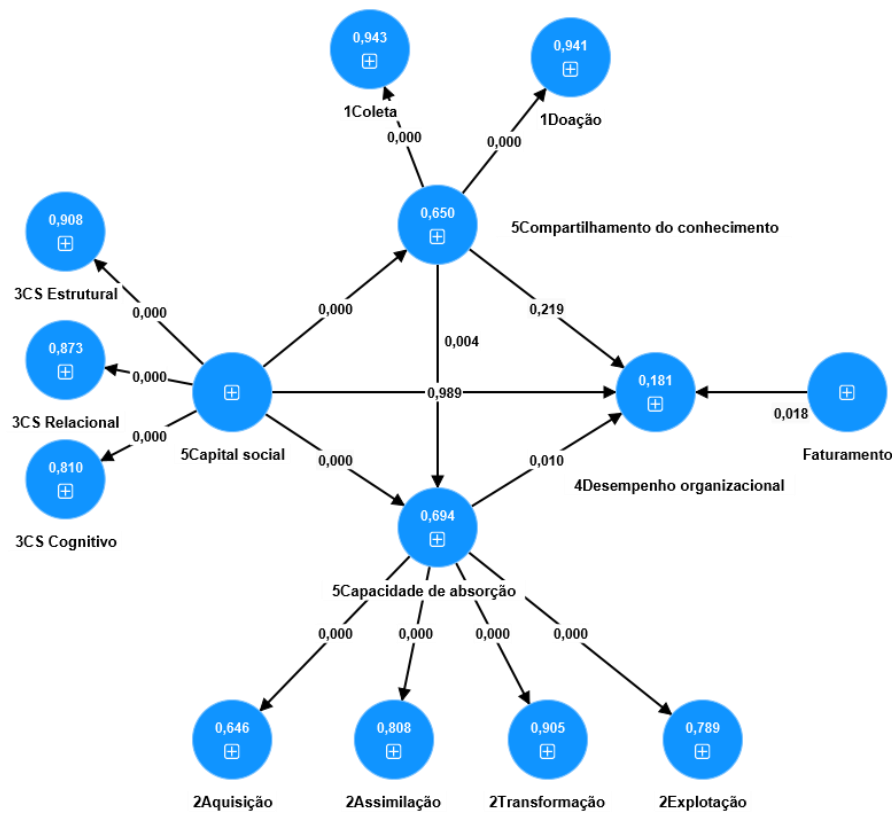 0,943
0,941
1Coleta
1Doação
0,000
0,000
0,908
0,650
5Compartilhamento do conhecimento
3CS Estrutural
0,000
0,000
0,219
0,004
0,873
0,000
3CS Relacional
0,989
0,181
0,018
0,000
5Capital social
0,000
0,010
4Desempenho organizacional
Faturamento
0,810
3CS Cognitivo
0,694
5Capacidade de absorção
0,000
0,000
0,000
0,000
0,646
0,808
0,905
0,789
2Aquisição
2Assimilação
2Transformação
2Explotação